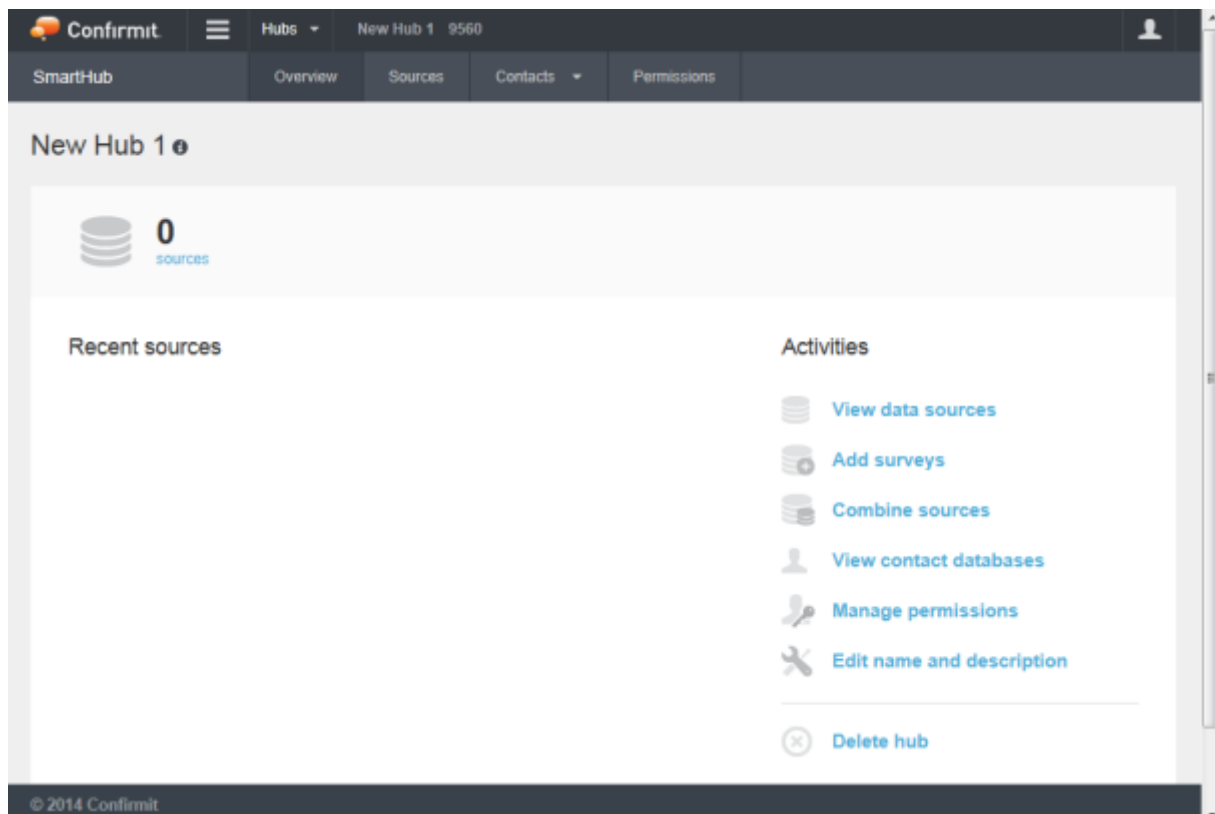 Confirmit. Hubs New Hub 1 9560
SmartHub Overview Sources Contacts Permissions
New Hub 1
0
sources
Recent sources
Activities
View data sources
Add surveys
Combine sources
View contact databases
Manage permissions
Edit name and description
Delete hub
© 2014 Confirmit